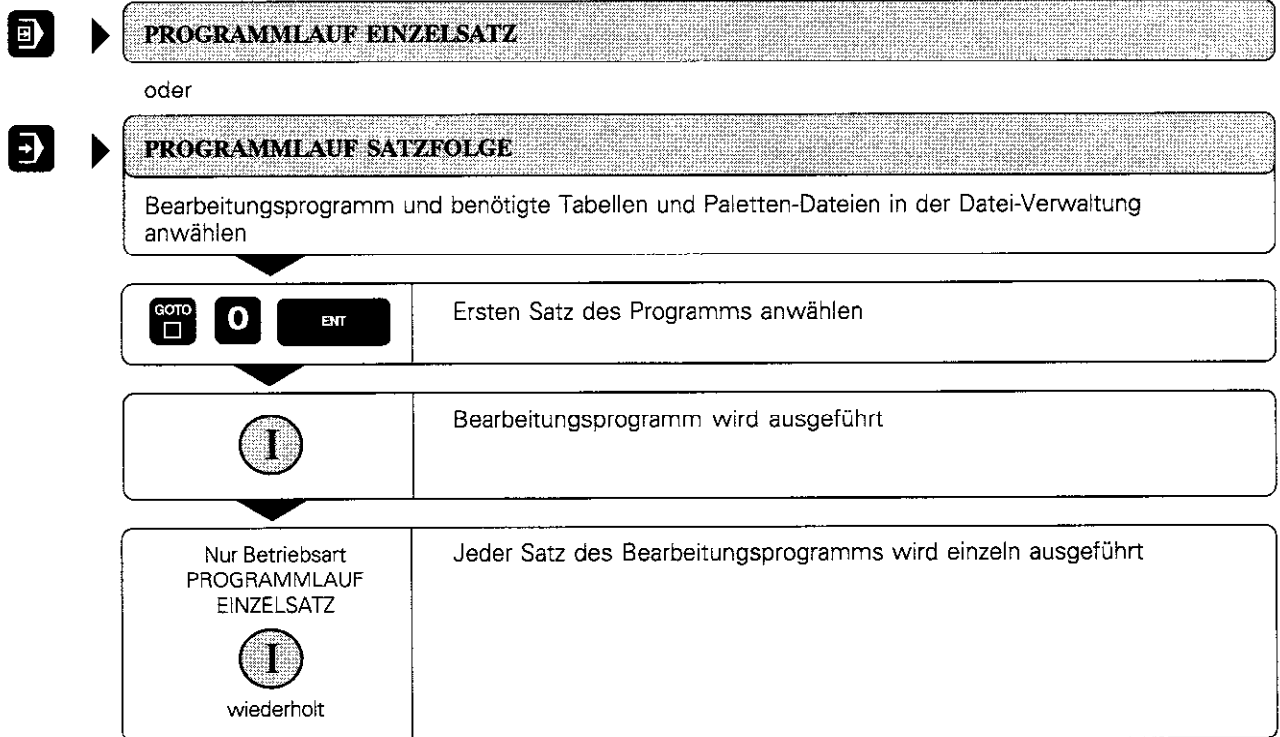 PROGRAMMLAUF EINZELSATZ
oder
PROGRAMMLAUF SATZFOLGE
Bearbeitungsprogramm und benötigte Tabellen und Paletten-Dateien in der Datei-Verwaltung
anwählen
GOTO 0 ENT
Ersten Satz des Programms anwählen
I
Bearbeitungsprogramm wird ausgeführt
Nur Betriebsart
PROGRAMMLAUF
EINZELSATZ
I
wiederholt
Jeder Satz des Bearbeitungsprogramms wird einzeln ausgeführt